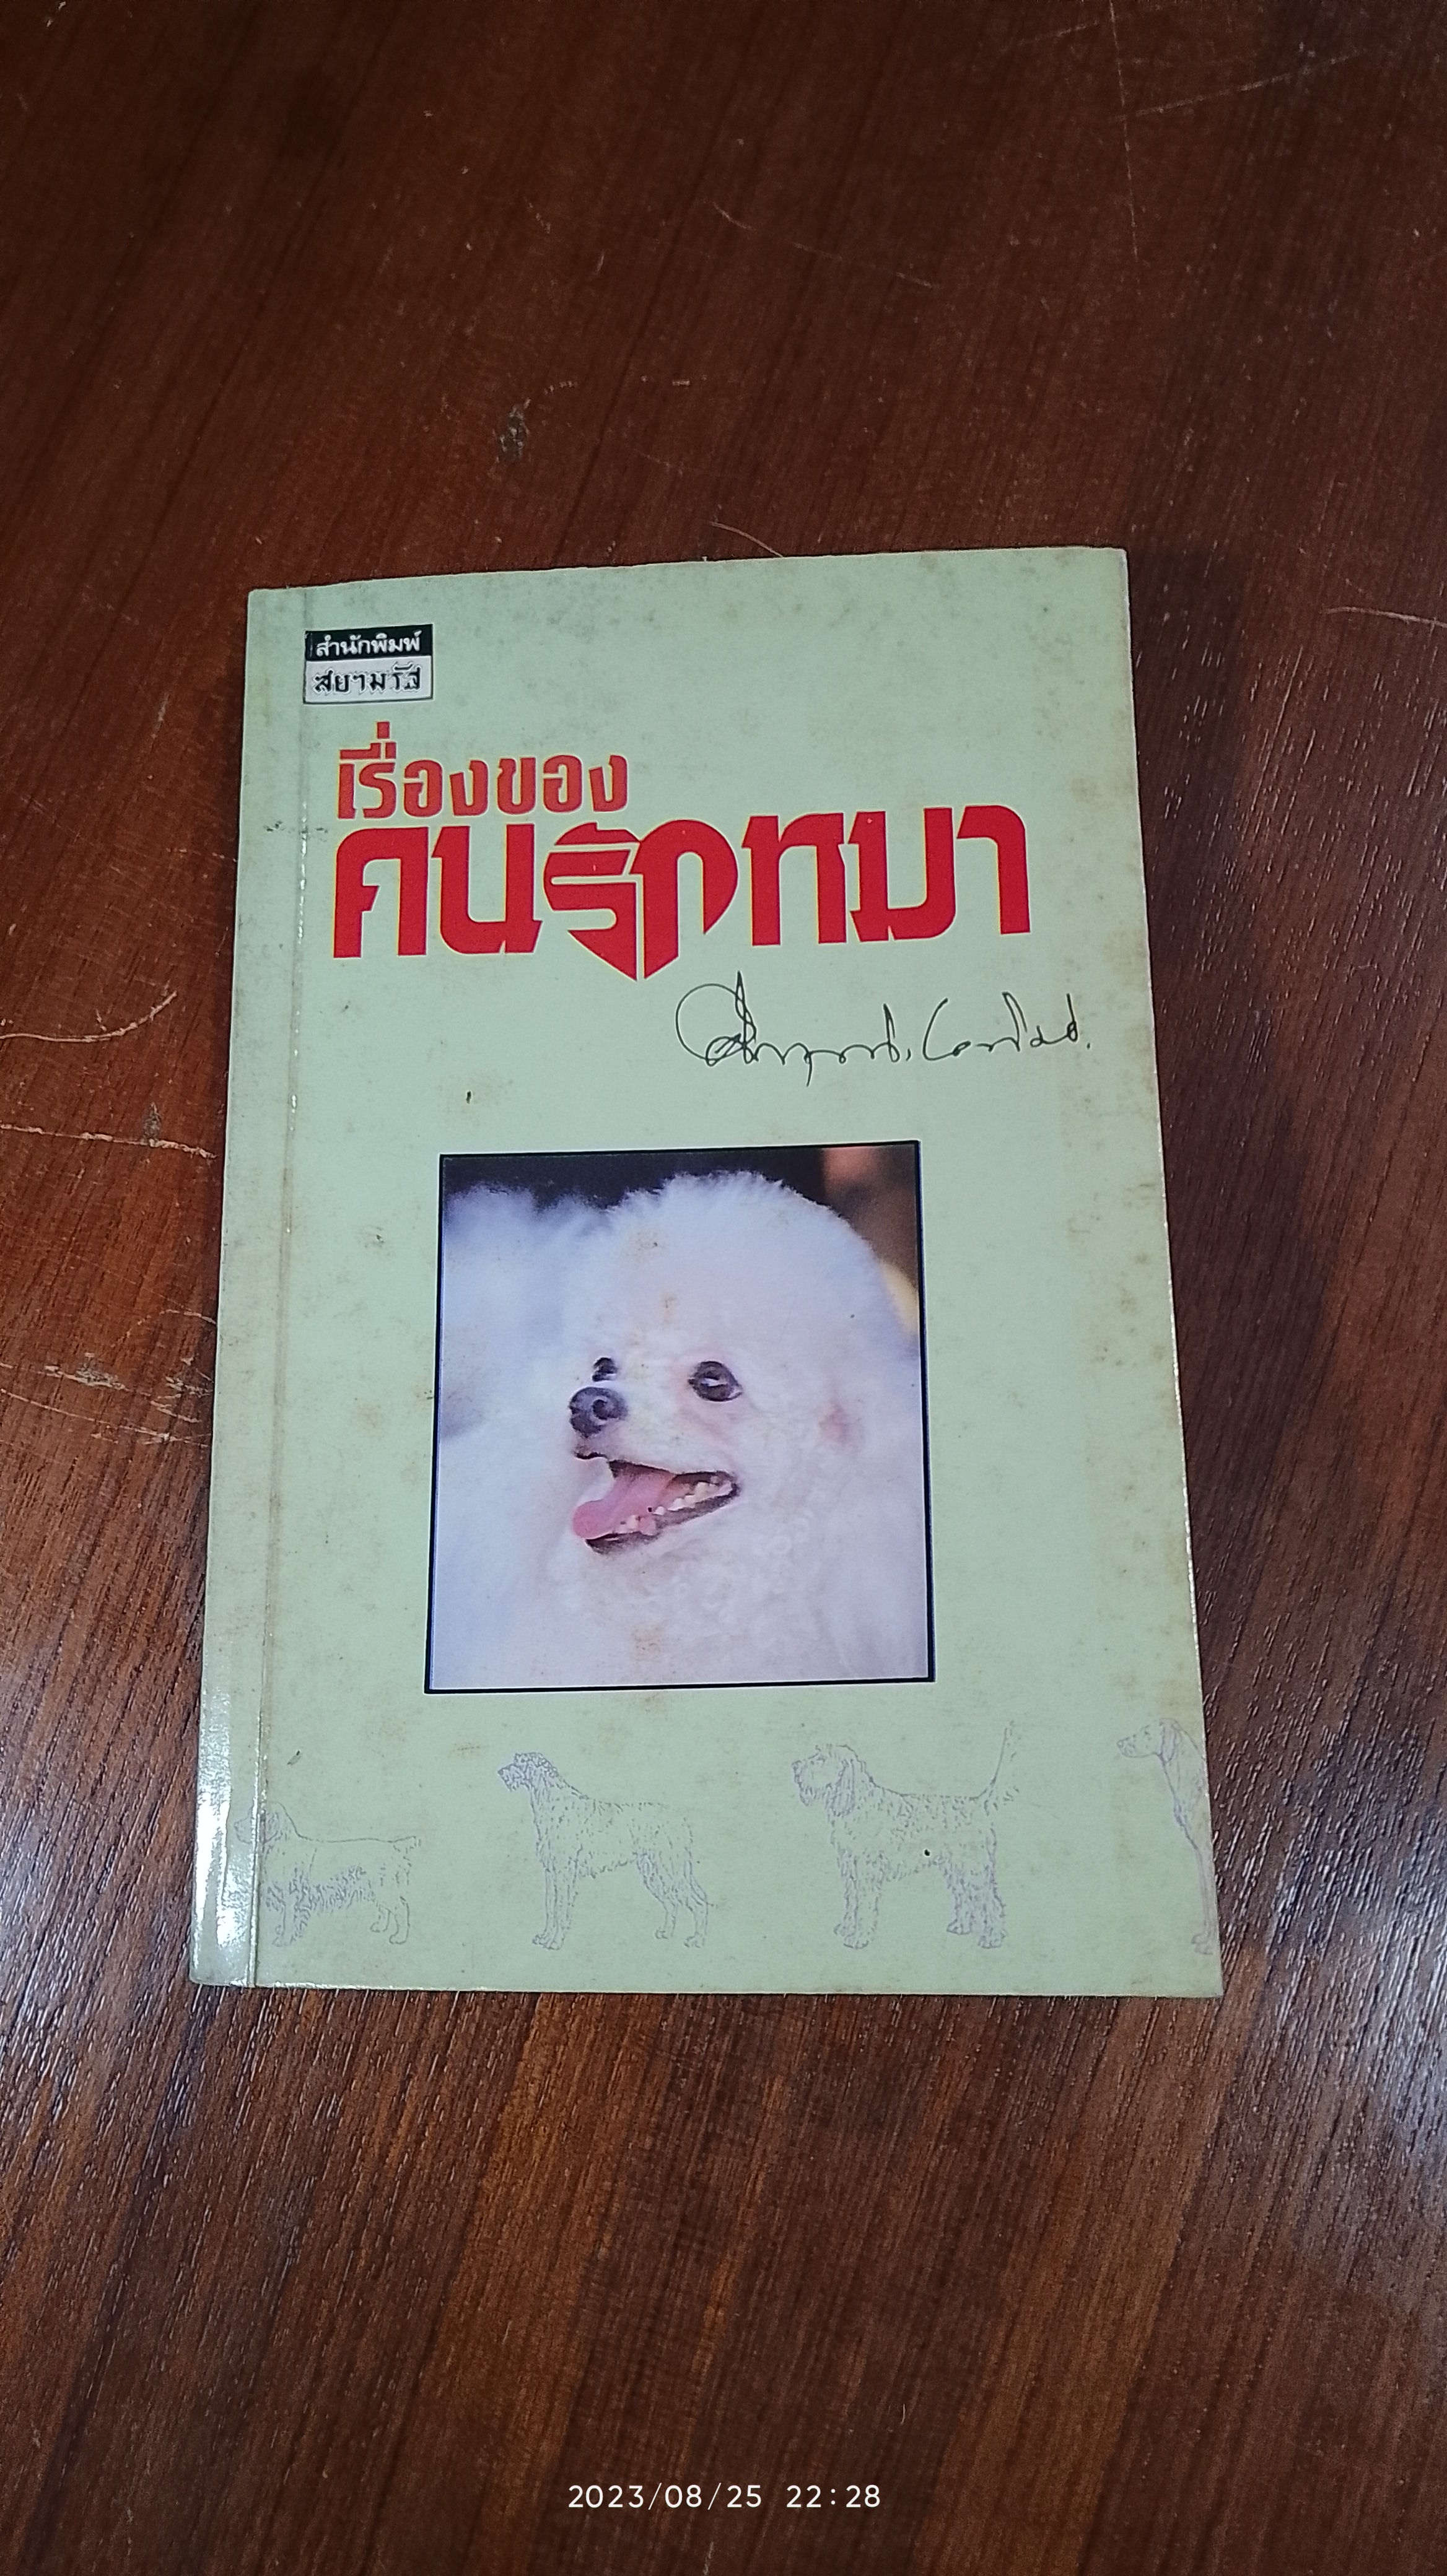 สำนักพิมพ์
สยามรัฐ
เรื่องของ
คนรักหมา
2023/08/25 22:28